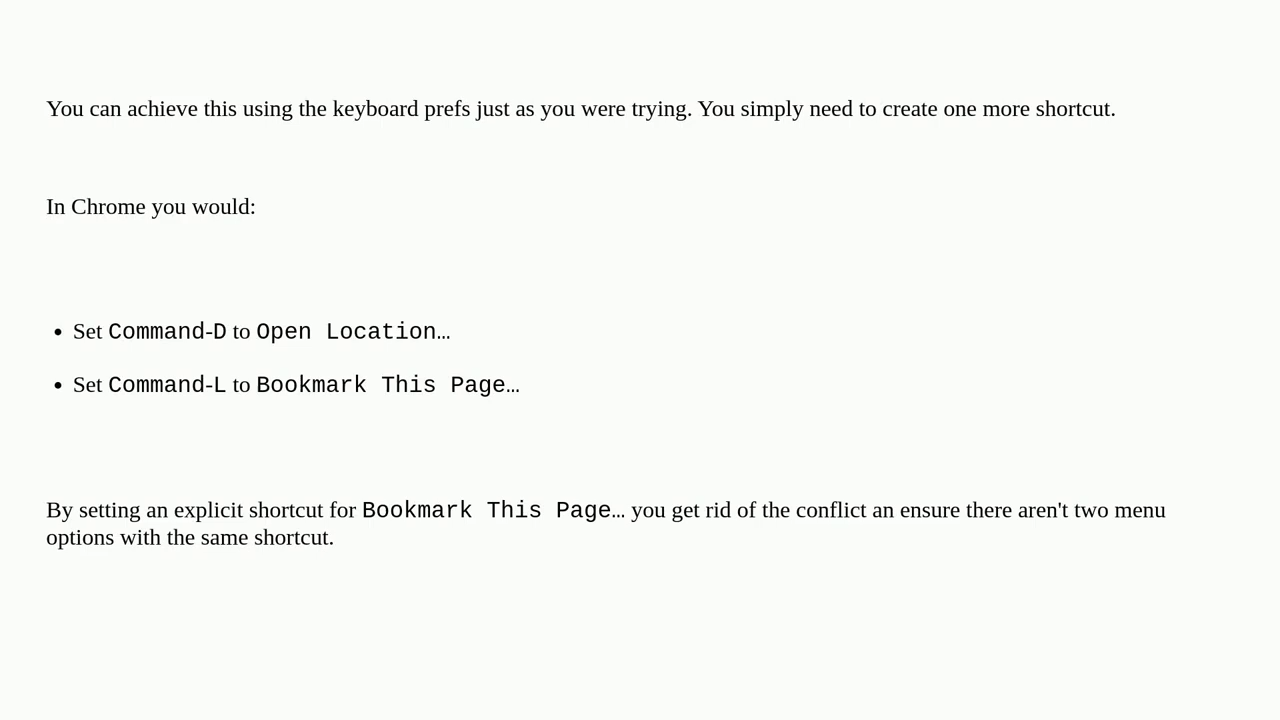 You can achieve this using the keyboard prefs just as you were trying. You simply need to create one more shortcut.
In Chrome you would:
• Set Command-D to Open Location…
• Set Command-L to Bookmark This Page…
By setting an explicit shortcut for Bookmark This Page… you get rid of the conflict an ensure there aren't two menu
options with the same shortcut.